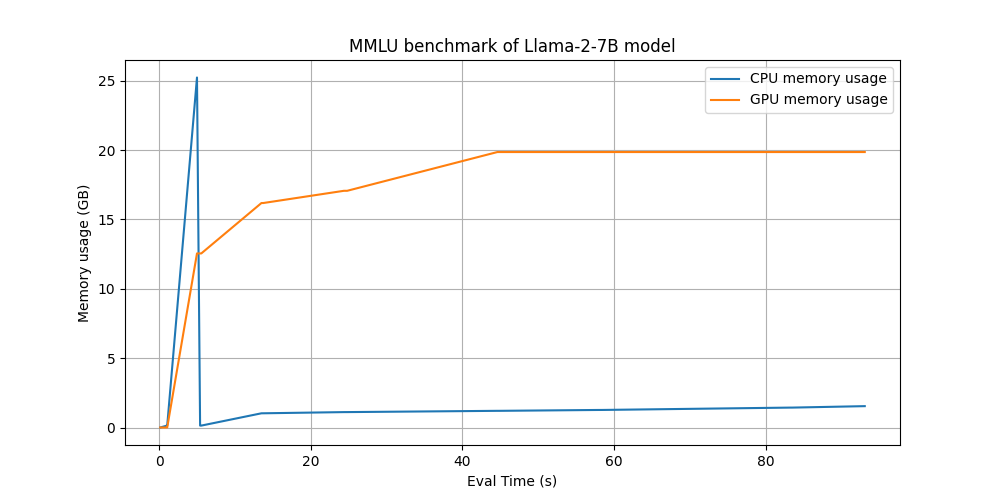 MMLU benchmark of Llama-2-7B model
CPU memory usage
GPU memory usage
Memory usage (GB)
25
20
15
10
5
0
0 20 40 60 80
Eval Time (s)